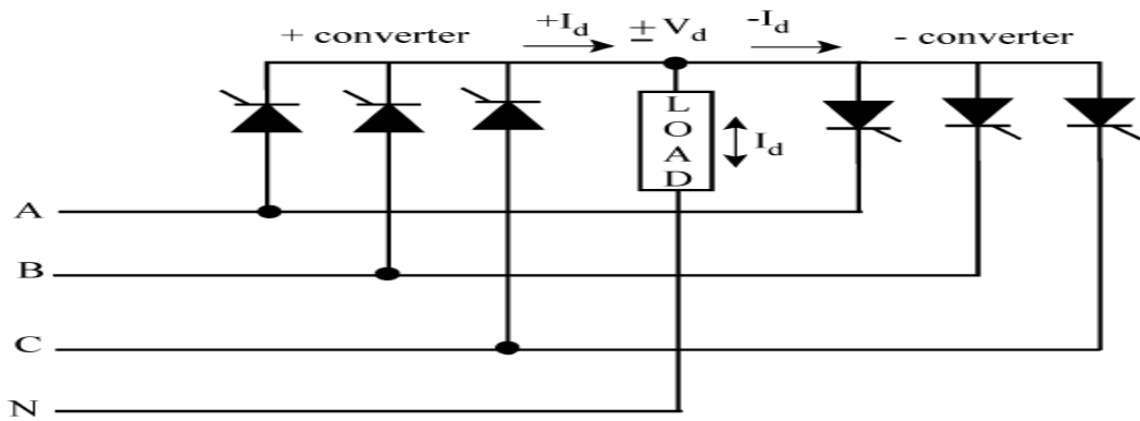 + converter
+I_d
± V_d
-I_d
- converter
L
O
A
D
I_d
A
B
C
N